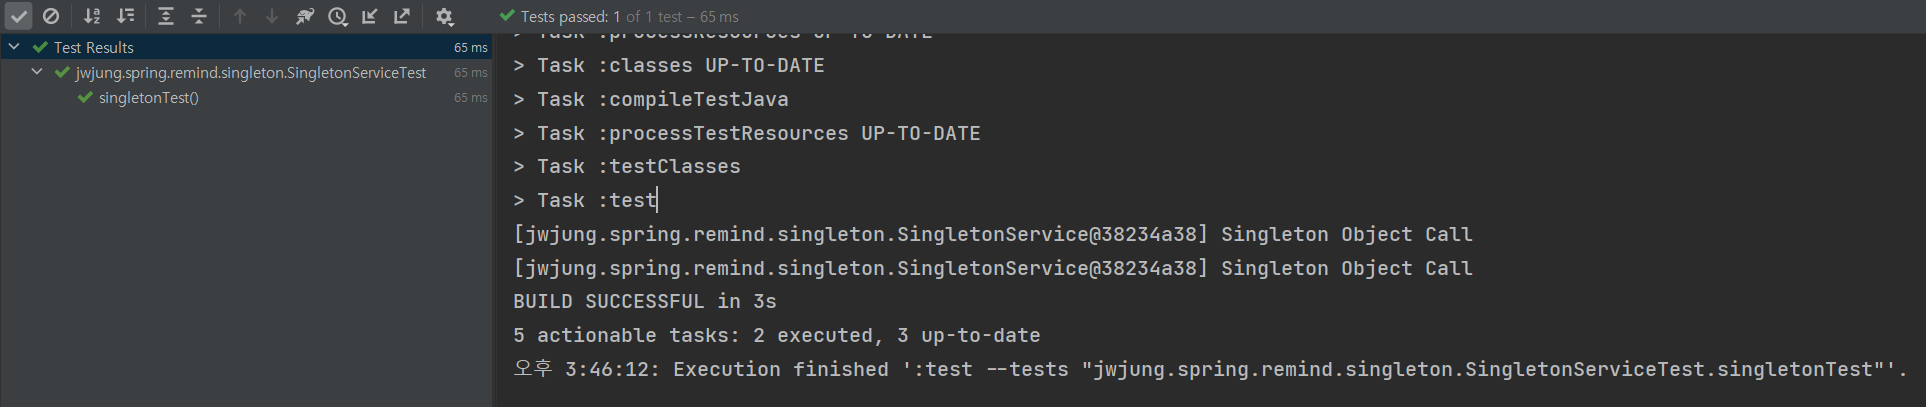 Tests passed: 1 of 1 test – 65 ms
Test Results 65 ms
jwjung.spring.remind.singleton.SingletonServiceTest 65 ms
singletonTest() 65 ms
> Task :processResources UP-TO-DATE
> Task :classes UP-TO-DATE
> Task :compileTestJava
> Task :processTestResources UP-TO-DATE
> Task :testClasses
> Task :test
[jwjung.spring.remind.singleton.SingletonService@38234a38] Singleton Object Call
[jwjung.spring.remind.singleton.SingletonService@38234a38] Singleton Object Call
BUILD SUCCESSFUL in 3s
5 actionable tasks: 2 executed, 3 up-to-date
오후 3:46:12: Execution finished ':test --tests "jwjung.spring.remind.singleton.SingletonServiceTest.singletonTest"'.